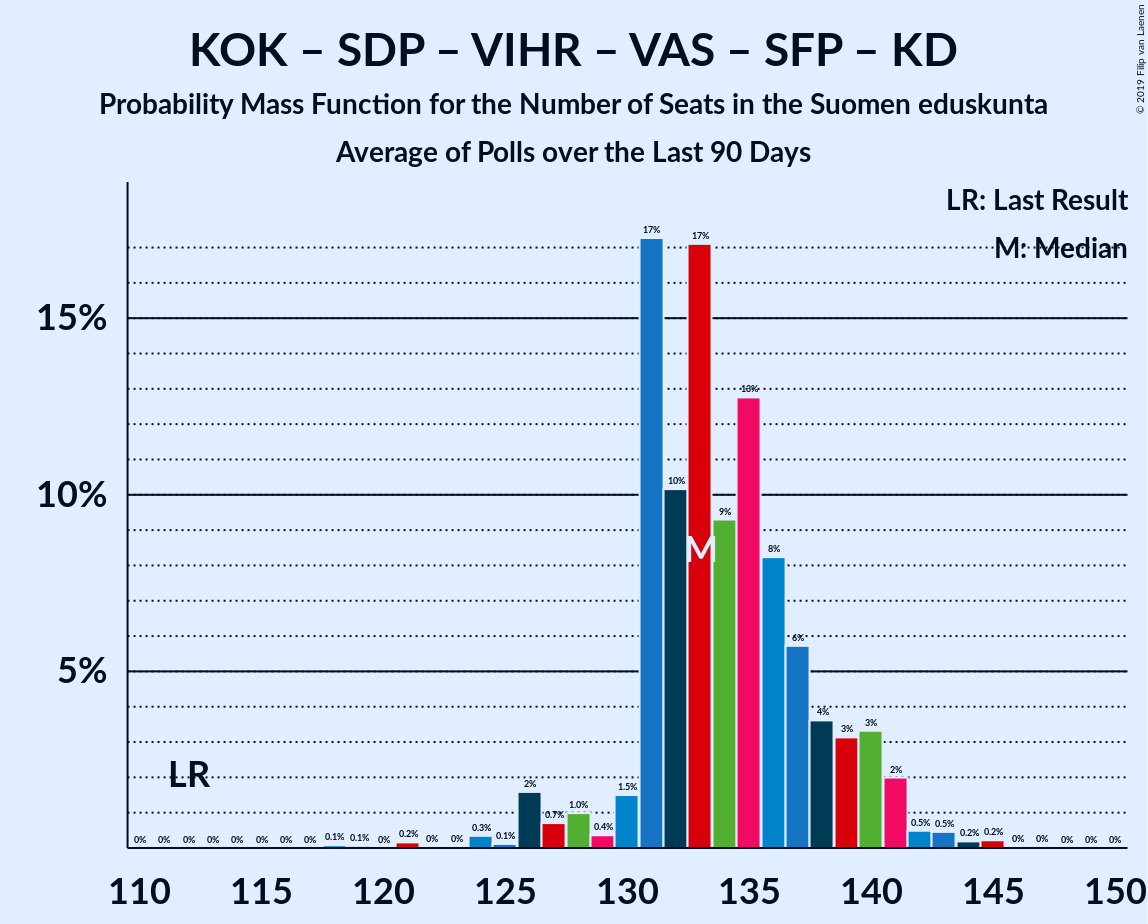 KOK – SDP – VIHR – VAS – SFP – KD
Probability Mass Function for the Number of Seats in the Suomen eduskunta
Average of Polls over the Last 90 Days
© 2019 Filip van Laenen
LR: Last Result
M: Median
15%
10%
5%
17%
17%
13%
10%
9%
M
8%
6%
4%
3%
3%
LR
2%
2%
0% 0% 0% 0% 0% 0% 0% 0% 0.1% 0.1% 0% 0.2% 0% 0% 0.3% 0.1% 0.7% 1.0% 0.4% 1.5% 0.5% 0.5% 0.2% 0.2% 0% 0% 0% 0% 0%
110 115 120 125 130 135 140 145 150